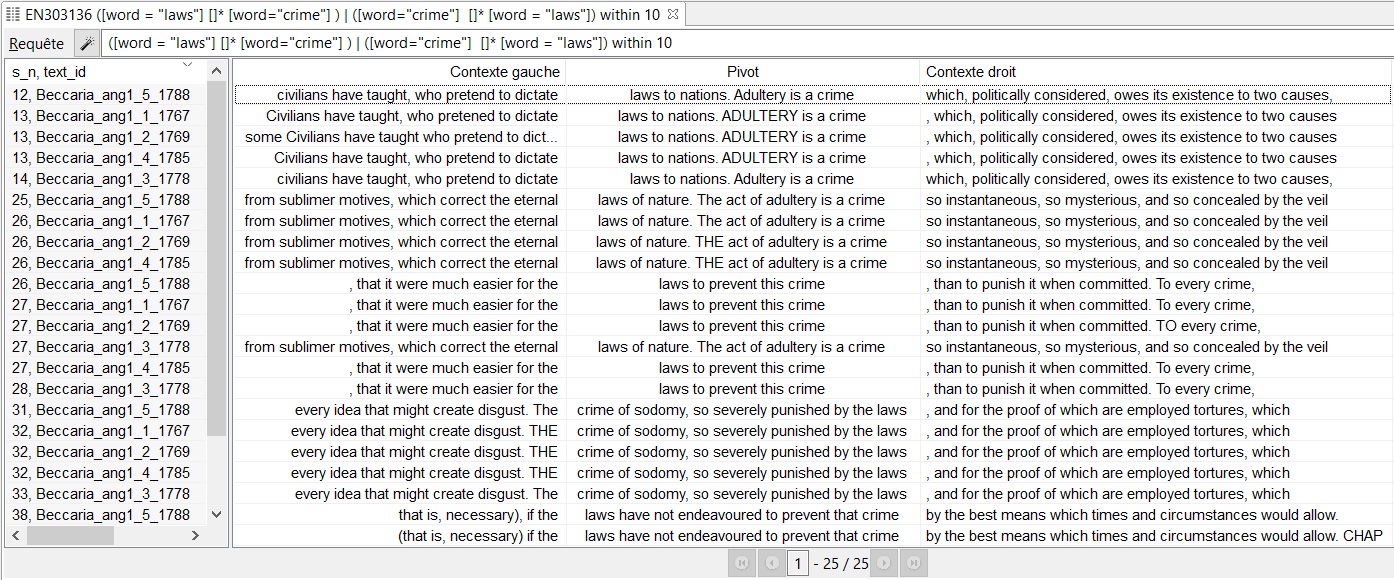 EN303136 ([word = "laws"] []* [word="crime"] ) | ([word="crime"] []* [word = "laws"]) within 10
Requête ([word = "laws"] []* [word="crime"] ) | ([word="crime"] []* [word = "laws"]) within 10
s_n, text_id Contexte gauche Pivot Contexte droit
12, Beccaria_ang1_5_1788 civilians have taught, who pretend to dictate laws to nations. Adultery is a crime which, politically considered, owes its existence to two causes,
13, Beccaria_ang1_1_1767 Civilians have taught, who pretened to dictate laws to nations. ADULTERY is a crime , which, politically considered, owes its existence to two causes
13, Beccaria_ang1_2_1769 some Civilians have taught who pretend to dict... laws to nations. ADULTERY is a crime , which, politically considered, owes its existence to two causes
13, Beccaria_ang1_4_1785 Civilians have taught, who pretend to dictate laws to nations. ADULTERY is a crime , which, politically considered, owes its existence to two causes
14, Beccaria_ang1_3_1778 civilians have taught, who pretend to dictate laws to nations. Adultery is a crime which, politically considered, owes its existence to two causes,
25, Beccaria_ang1_5_1788 from sublimer motives, which correct the eternal laws of nature. The act of adultery is a crime so instantaneous, so mysterious, and so concealed by the veil
26, Beccaria_ang1_1_1767 from sublimer motives, which correct the eternal laws of nature. The act of adultery is a crime so instantaneous, so mysterious, and so concealed by the veil
26, Beccaria_ang1_2_1769 from sublimer motives, which correct the eternal laws of nature. THE act of adultery is a crime so instantaneous, so mysterious, and so concealed by the veil
26, Beccaria_ang1_4_1785 from sublimer motives, which correct the eternal laws of nature. THE act of adultery is a crime so instantaneous, so mysterious, and so concealed by the veil
26, Beccaria_ang1_5_1788 , that it were much easier for the laws to prevent this crime , than to punish it when committed. To every crime,
27, Beccaria_ang1_1_1767 , that it were much easier for the laws to prevent this crime , than to punish it when committed. To every crime,
27, Beccaria_ang1_2_1769 , that it were much easier for the laws to prevent this crime , than to punish it when committed. TO every crime,
27, Beccaria_ang1_3_1778 from sublimer motives, which correct the eternal laws of nature. The act of adultery is a crime so instantaneous, so mysterious, and so concealed by the veil
27, Beccaria_ang1_4_1785 , that it were much easier for the laws to prevent this crime , than to punish it when committed. To every crime,
28, Beccaria_ang1_3_1778 , that it were much easier for the laws to prevent this crime , than to punish it when committed. To every crime,
31, Beccaria_ang1_5_1788 every idea that might create disgust. The crime of sodomy, so severely punished by the laws , and for the proof of which are employed tortures, which
32, Beccaria_ang1_1_1767 every idea that might create disgust. THE crime of sodomy, so severely punished by the laws , and for the proof of which are employed tortures, which
32, Beccaria_ang1_2_1769 every idea that might create disgust. THE crime of sodomy, so severely punished by the laws , and for the proof of which are employed tortures, which
32, Beccaria_ang1_4_1785 every idea that might create disgust. THE crime of sodomy, so severely punished by the laws , and for the proof of which are employed tortures, which
33, Beccaria_ang1_3_1778 every idea that might create disgust. The crime of sodomy, so severely punished by the laws , and for the proof of which are employed tortures, which
38, Beccaria_ang1_5_1788 that is, necessary), if the laws have not endeavoured to prevent that crime by the best means which times and circumstances would allow.
(that is, necessary) if the laws have not endeavoured to prevent that crime by the best means which times and circumstances would allow. CHAP
1 - 25 / 25